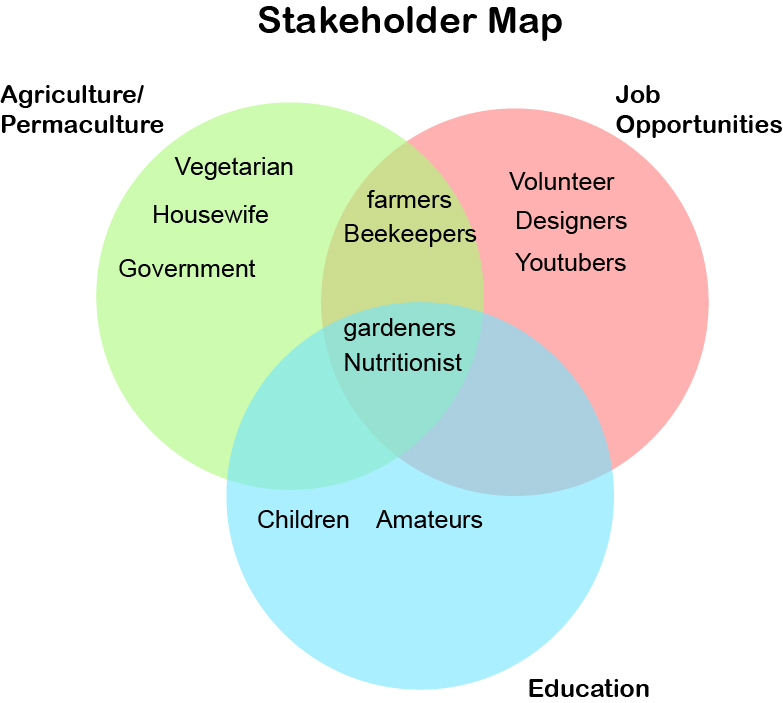 Stakeholder Map
Agriculture/
Permaculture
Job
Opportunities
Vegetarian
Housewife
Government
farmers
Beekeepers
Volunteer
Designers
Youtubers
gardeners
Nutritionist
Children
Amateurs
Education